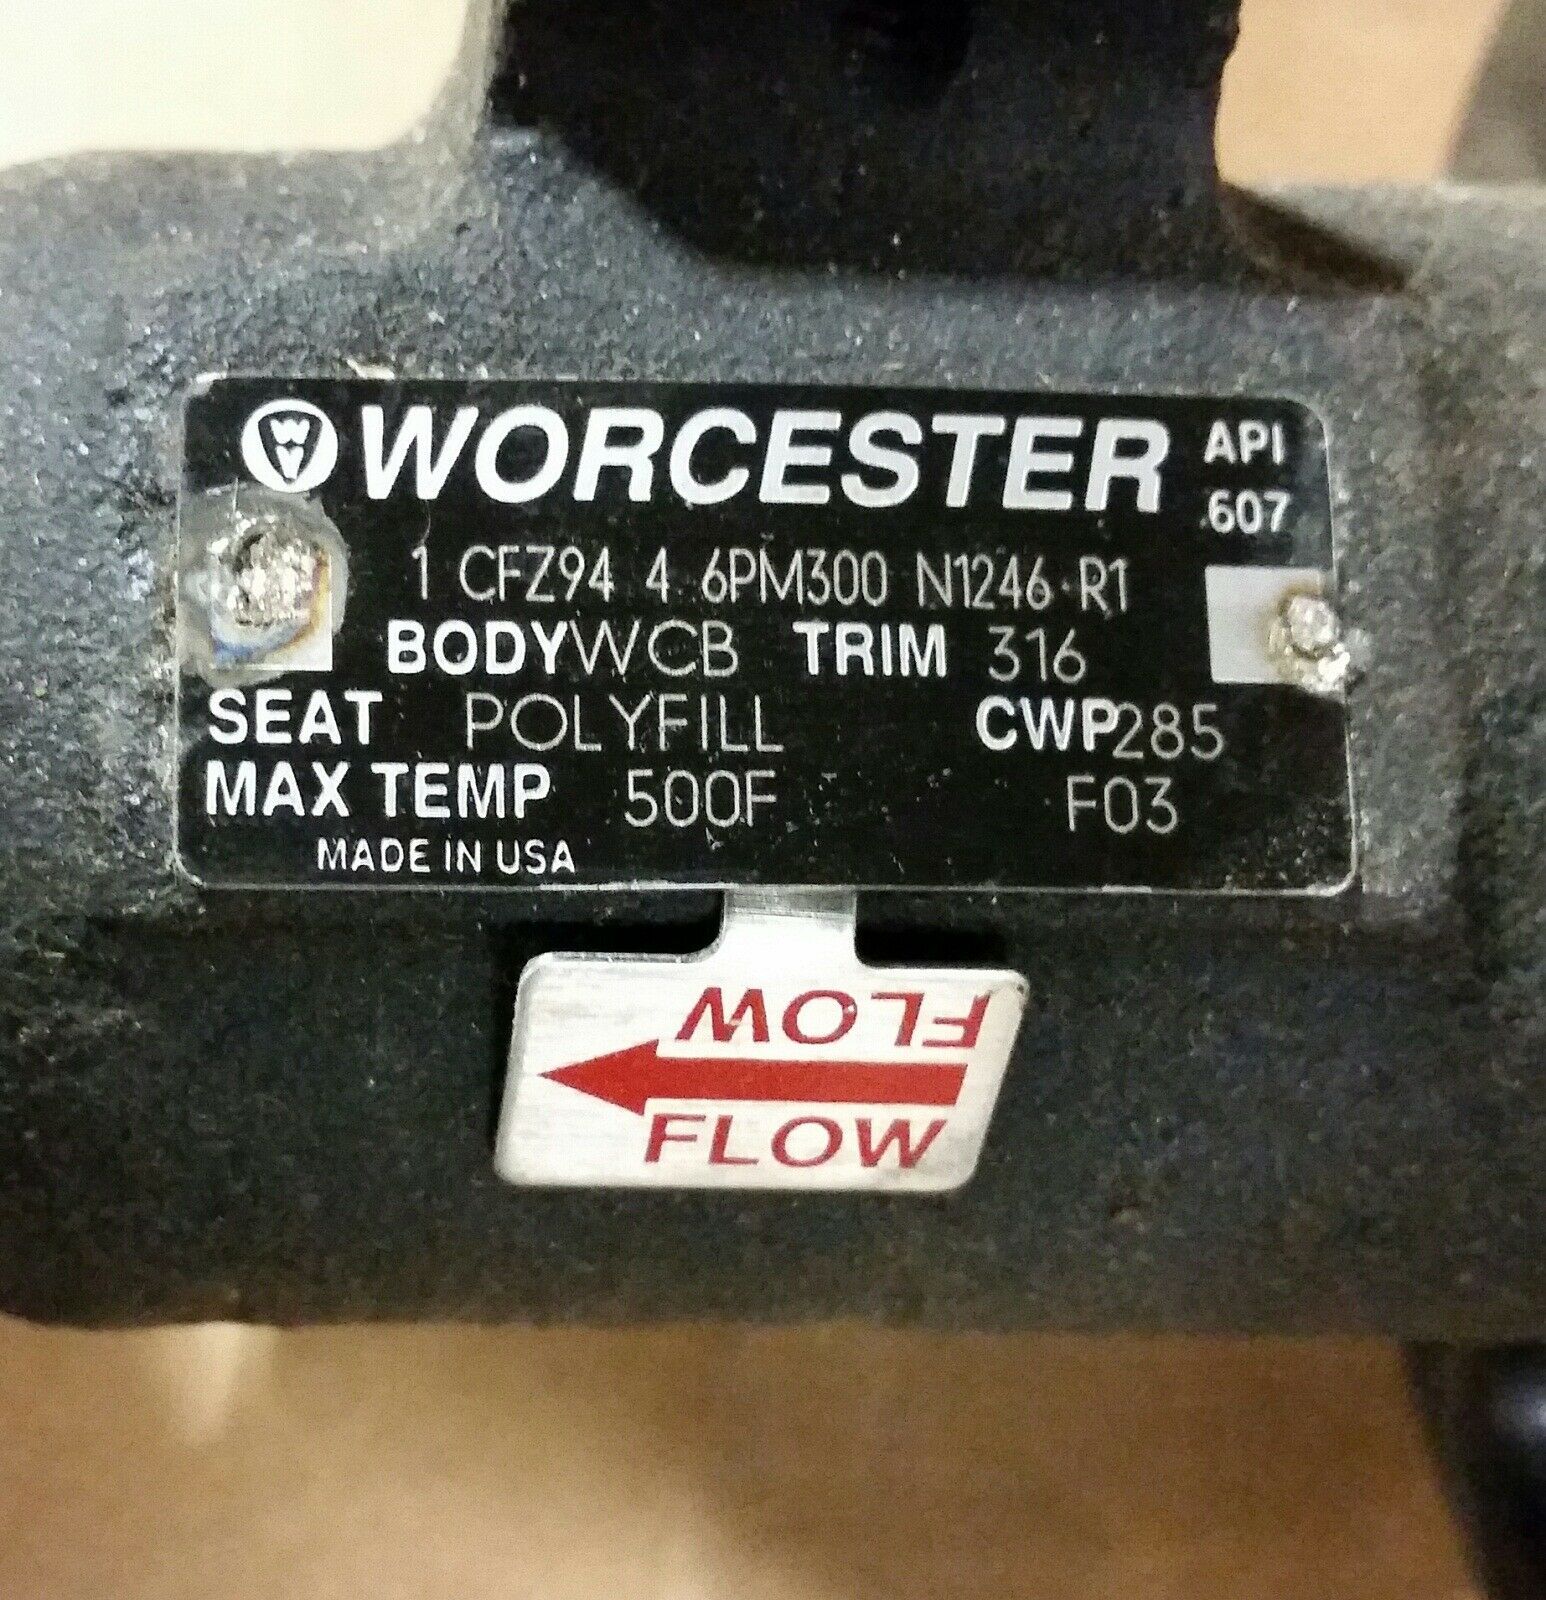 WORCESTER API 607
1 CFZ94 4 6PM300 N1246-R1
BODY WCB TRIM 316
SEAT POLYFILL CWP 285
MAX TEMP 500F F03
MADE IN USA
FLOW
FLOW